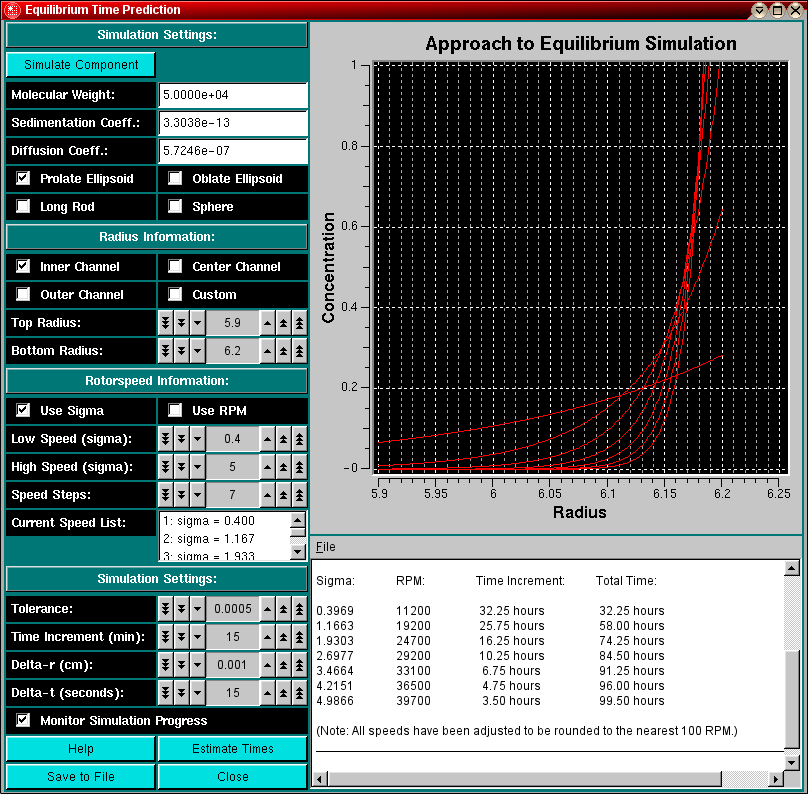 Equilibrium Time Prediction
Simulation Settings:
Simulate Component
Molecular Weight: 5.0000e+04
Sedimentation Coeff.: 3.3038e-13
Diffusion Coeff.: 5.7246e-07
Prolate Ellipsoid Oblate Ellipsoid
Long Rod Sphere
Radius Information:
Inner Channel Center Channel
Outer Channel Custom
Top Radius: 5.9
Bottom Radius: 6.2
Rotorspeed Information:
Use Sigma Use RPM
Low Speed (sigma): 0.4
High Speed (sigma): 5
Speed Steps: 7
Current Speed List: 1: sigma = 0.400
2: sigma = 1.167
3: sigma = 1.933
Simulation Settings:
Tolerance: 0.0005
Time Increment (min): 15
Delta-r (cm): 0.001
Delta-t (seconds): 15
Monitor Simulation Progress
Help Estimate Times
Save to File Close
Approach to Equilibrium Simulation
Concentration
1
0.8
0.6
0.4
0.2
0
5.9 5.95 6 6.05 6.1 6.15 6.2 6.25
Radius
File
Sigma: RPM: Time Increment: Total Time:
0.3969 11200 32.25 hours 32.25 hours
1.1663 19200 25.75 hours 58.00 hours
1.9303 24700 16.25 hours 74.25 hours
2.6977 29200 10.25 hours 84.50 hours
3.4664 33100 6.75 hours 91.25 hours
4.2151 36500 4.75 hours 96.00 hours
4.9866 39700 3.50 hours 99.50 hours
(Note: All speeds have been adjusted to be rounded to the nearest 100 RPM.)